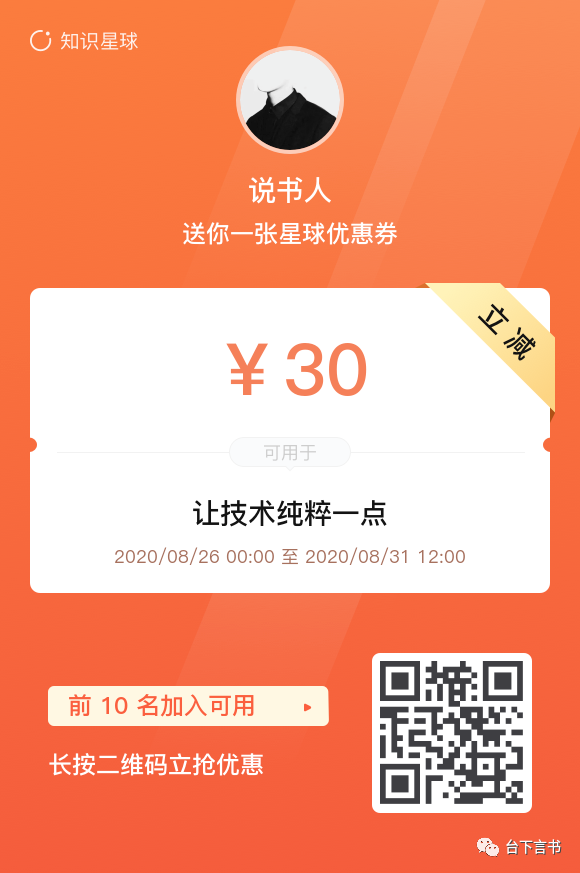 知识星球
说书人
送你一张星球优惠券
立减
￥30
可用于
让技术纯粹一点
2020/08/26 00:00 至 2020/08/31 12:00
前 10 名加入可用
长按二维码立抢优惠
台下言书